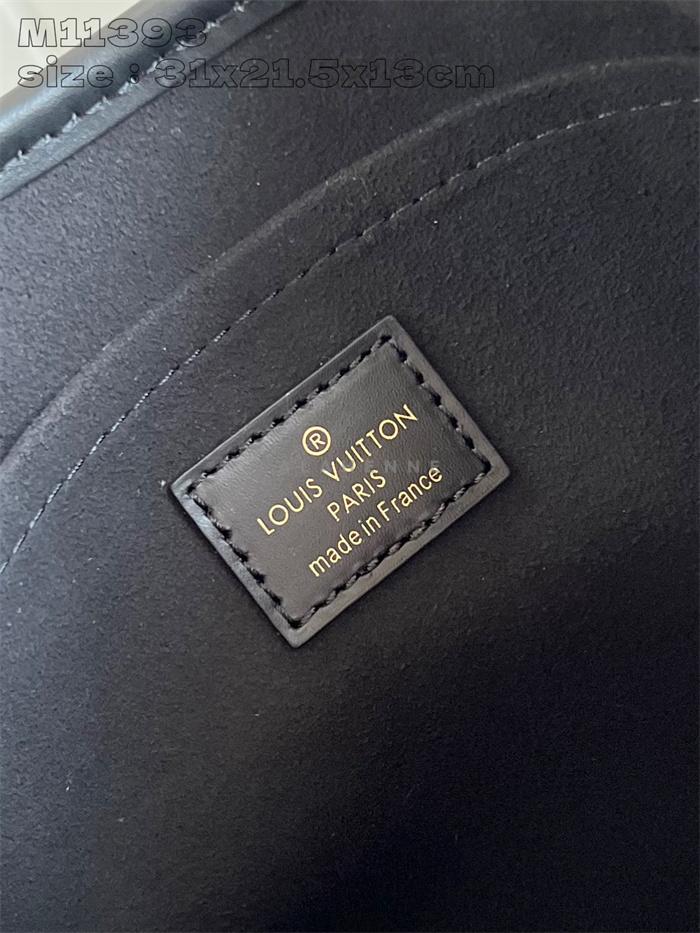 M11393
size : 31x21.5x13cm
®
LOUIS VUITTON
PARIS
made in France